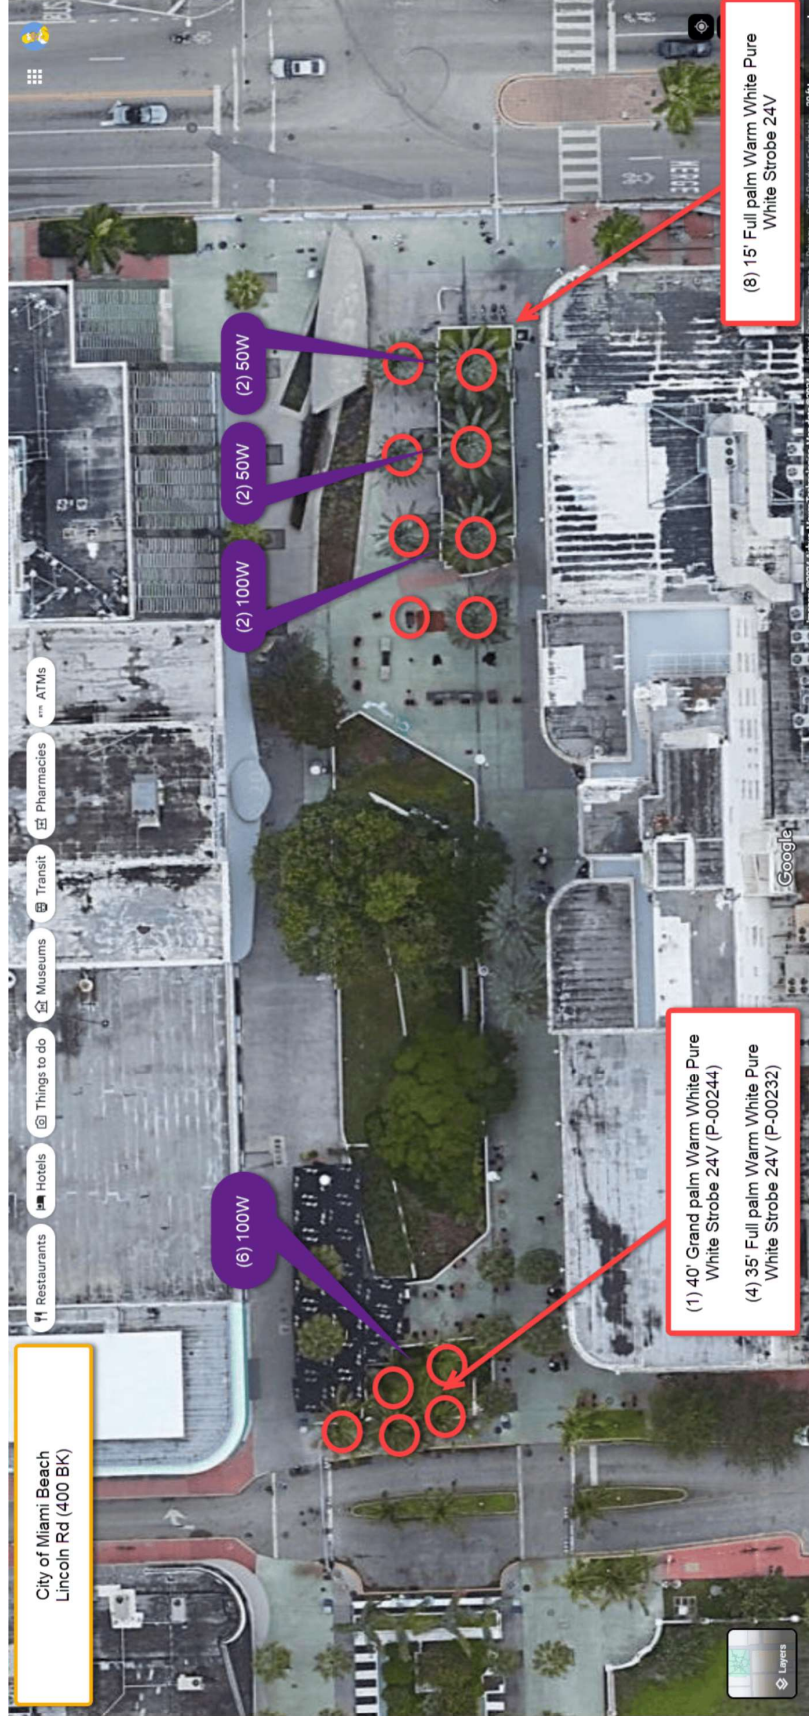 City of Miami Beach
Lincoln Rd (400 BK)
Restaurants
Hotels
Things to do
Museums
Transit
Pharmacies
ATM
ATMs
BUS
(6) 100W
(2) 100W
(2) 50W
(2) 50W
MERGE
(1) 40' Grand palm Warm White Pure
White Strobe 24V (P-00244)
(4) 35' Full palm Warm White Pure
White Strobe 24V (P-00232)
(8) 15' Full palm Warm White Pure
White Strobe 24V
Layers
Google